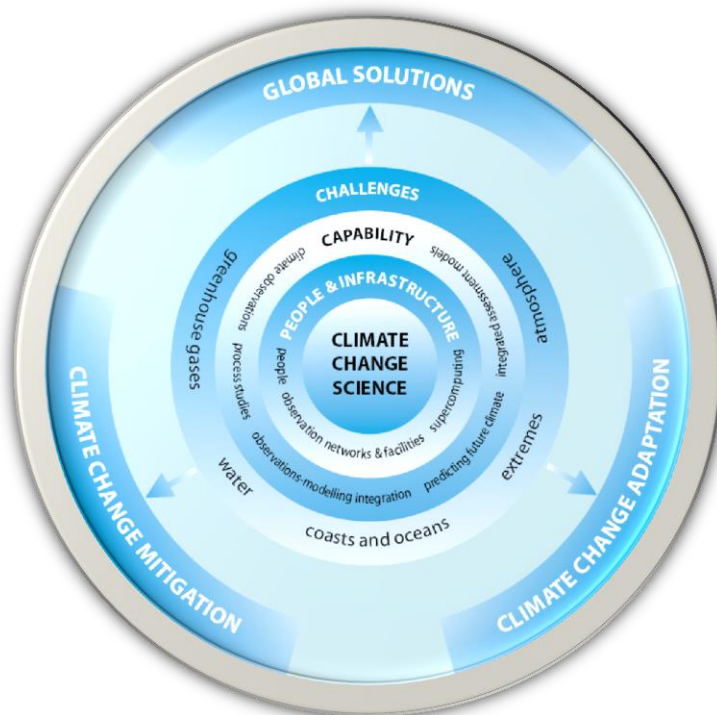 GLOBAL SOLUTIONS
CHALLENGES
greenhouse gases
water
coasts and oceans
extremes
atmosphere
CAPABILITY
climate observations
process studies
observations-modelling integration
predicting future climate
integrated assessment models
PEOPLE & INFRASTRUCTURE
people
observation networks & facilities
supercomputing
CLIMATE
CHANGE
SCIENCE
CLIMATE CHANGE MITIGATION
CLIMATE CHANGE ADAPTATION